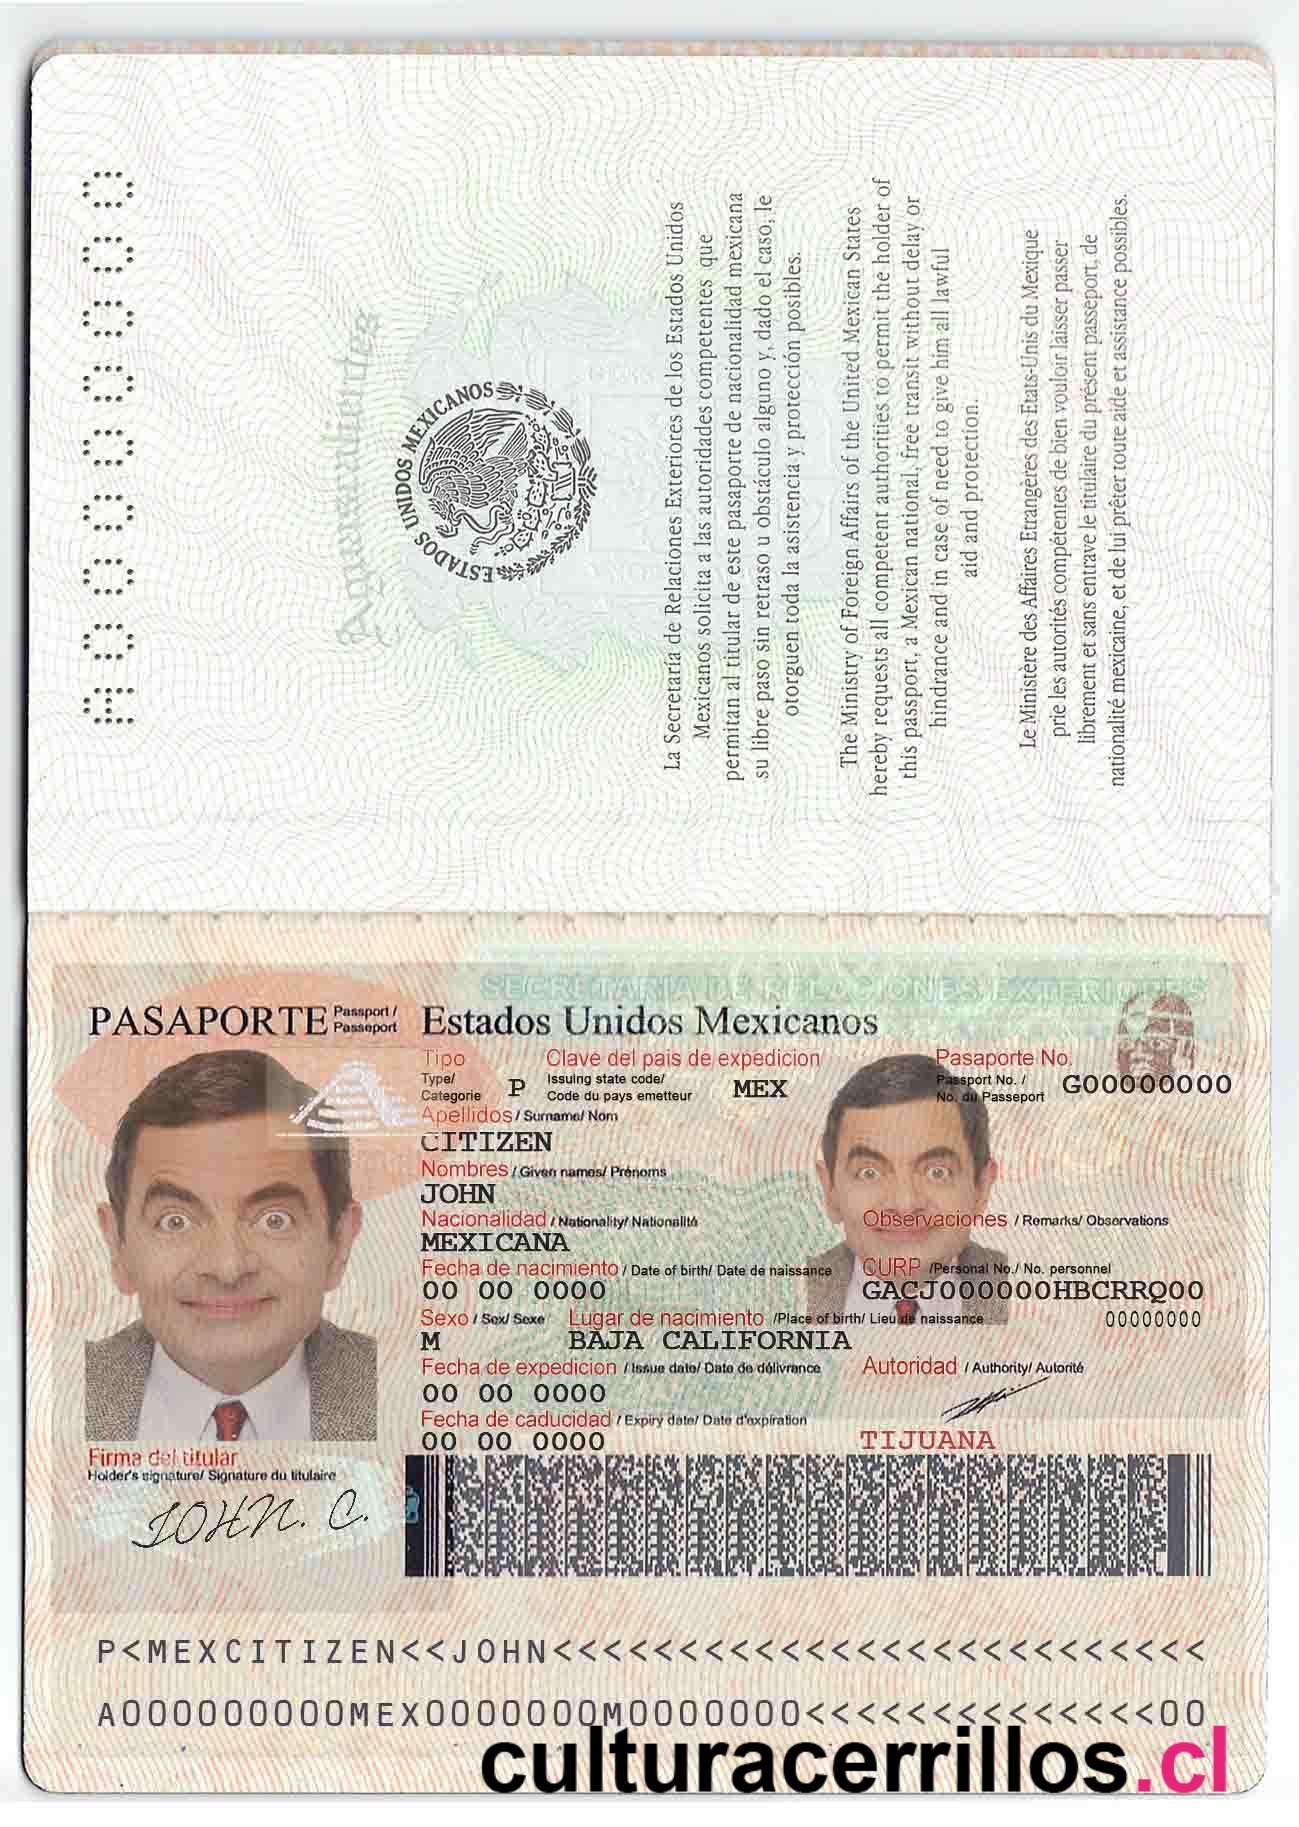 A00000000
Aguascalientes
ESTADOS UNIDOS MEXICANOS
La Secretaría de Relaciones Exteriores de los Estados Unidos
Mexicanos solicita a las autoridades competentes que
permitan al titular de este pasaporte de nacionalidad mexicana
su libre paso sin retraso u obstáculo alguno y, dado el caso, le
otorguen toda la asistencia y protección posibles.
The Ministry of Foreign Affairs of the United Mexican States
hereby requests all competent authorities to permit the holder of
this passport, a Mexican national, free transit without delay or
hindrance and in case of need to give him all lawful
aid and protection.
Le Ministère des Affaires Etrangères des Etats-Unis du Mexique
prie les autorités compétentes de bien vouloir laisser passer
librement et sans entrave le titulaire du présent passeport, de
nationalité mexicaine, et de lui prêter toute aide et assistance possibles.
SECRETARIA DE RELACIONES EXTERIORES
PASAPORTE Passport / Passeport Estados Unidos Mexicanos
Tipo Clave del pais de expedicion Pasaporte No.
Type/ Categorie P Issuing state code/ Code du pays emetteur MEX Passport No. / No. du Passeport G00000000
Apellidos / Surname/ Nom
CITIZEN
Nombres / Given names/ Prénoms
JOHN
Nacionalidad / Nationality/ Nationalité Observaciones / Remarks/ Observations
MEXICANA
Fecha de nacimiento / Date of birth/ Date de naissance CURP /Personal No./ No. personnel
00 00 0000 GACJ000000HBCRRQ00
Sexo / Sex/ Sexe Lugar de nacimiento /Place of birth/ Lieu de naissance 00000000
M BAJA CALIFORNIA
Fecha de expedicion / Issue date/ Date de délivrance Autoridad / Authority/ Autorité
00 00 0000
Fecha de caducidad / Expiry date/ Date d'expiration
00 00 0000 TIJUANA
Firma del titular
Holder's signature/ Signature du titulaire
JOHN. C.
P<MEXCITIZEN<<JOHN<<<<<<<<<<<<<<<<<<<<<<<<<<
A000000000MEX0000000M0000000<<<<<<<<<<<<<<00
culturacerrillos.cl